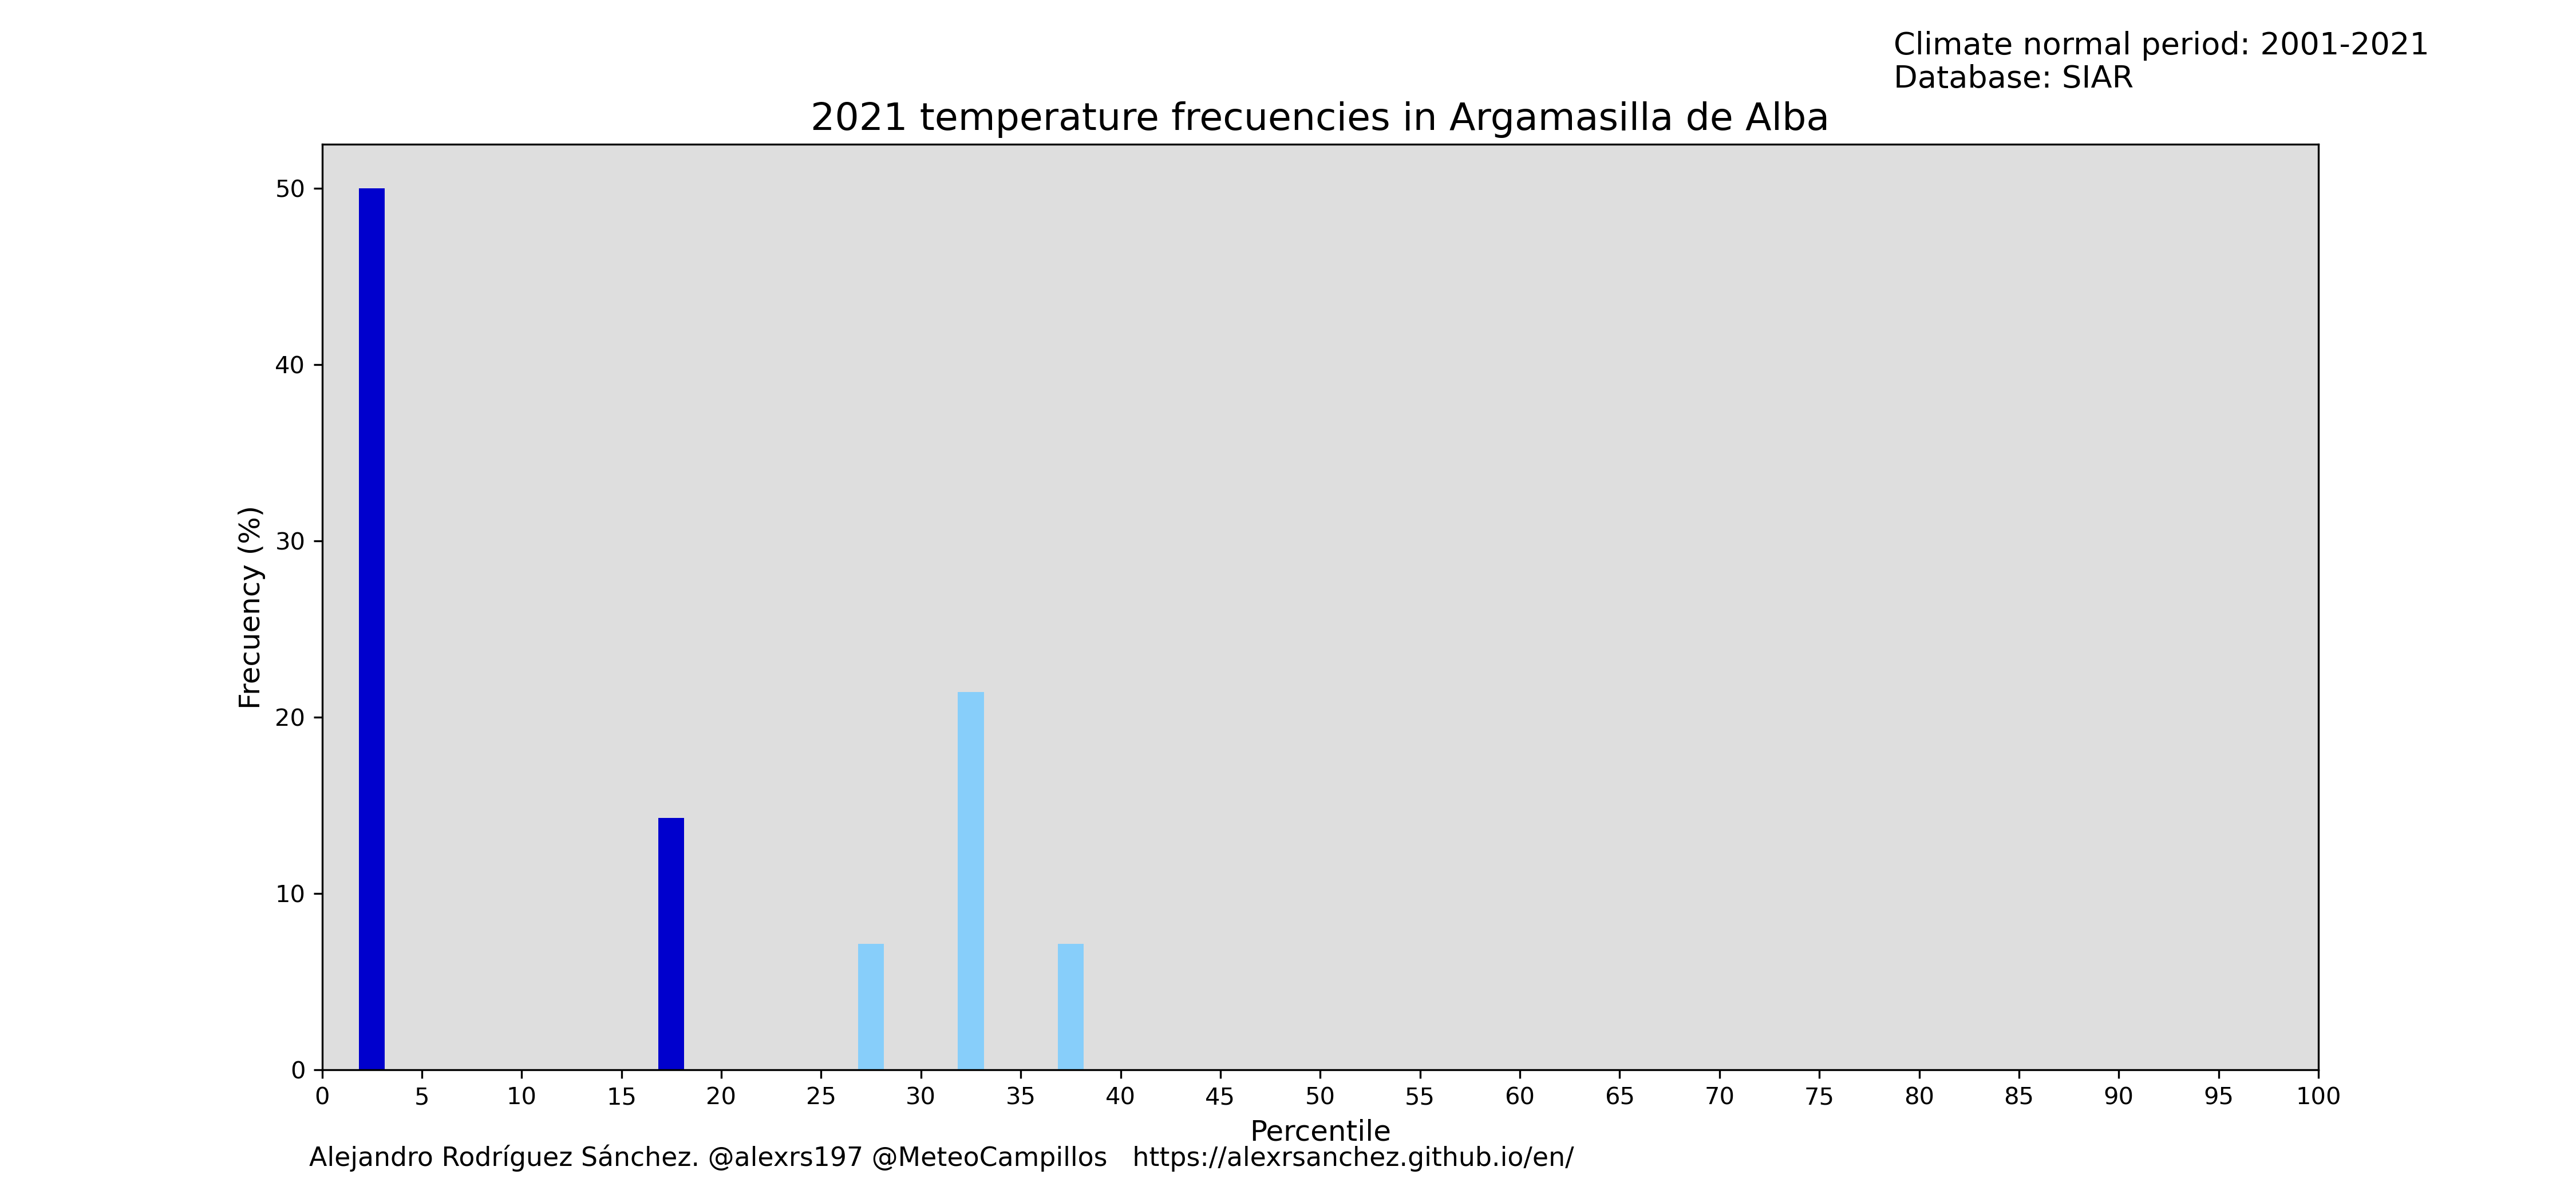 Climate normal period: 2001-2021
Database: SIAR
2021 temperature frecuencies in Argamasilla de Alba
50
40
30
20
10
0
Frecuency (%)
0 5 10 15 20 25 30 35 40 45 50 55 60 65 70 75 80 85 90 95 100
Percentile
Alejandro Rodríguez Sánchez. @alexrs197 @MeteoCampillos https://alexrsanchez.github.io/en/